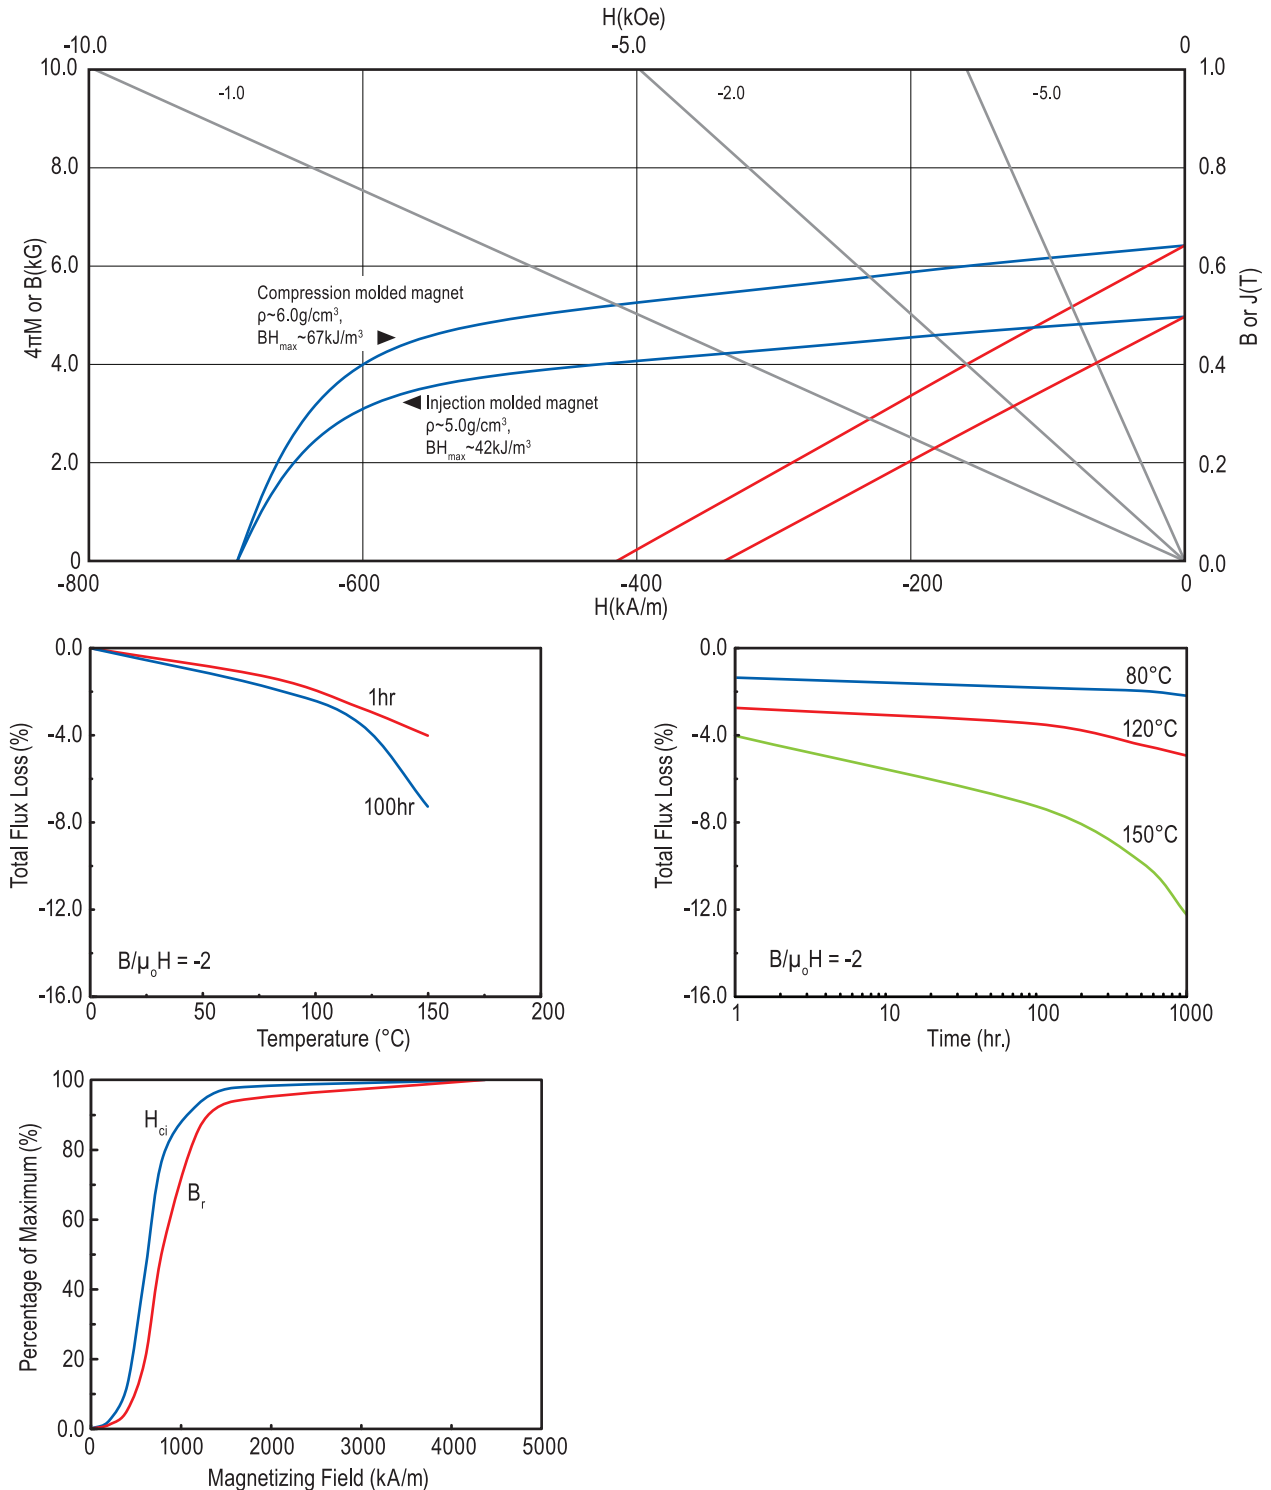 H(kOe)
-10.0 -5.0 0
10.0 1.0
-1.0 -2.0 -5.0
8.0 0.8
6.0 0.6
4.0 0.4
2.0 0.2
0 0.0
4πM or B(kG)
B or J(T)
Compression molded magnet
ρ~6.0g/cm³,
BHmax~67kJ/m³
Injection molded magnet
ρ~5.0g/cm³,
BHmax~42kJ/m³
-800 -600 -400 -200 0
H(kA/m)
0.0
-4.0
-8.0
-12.0
-16.0
Total Flux Loss (%)
1hr
100hr
B/μoH = -2
0 50 100 150 200
Temperature (°C)
0.0
-4.0
-8.0
-12.0
-16.0
Total Flux Loss (%)
80°C
120°C
150°C
B/μoH = -2
1 10 100 1000
Time (hr.)
100
80
60
40
20
0.0
Percentage of Maximum (%)
Hci
Br
0 1000 2000 3000 4000 5000
Magnetizing Field (kA/m)